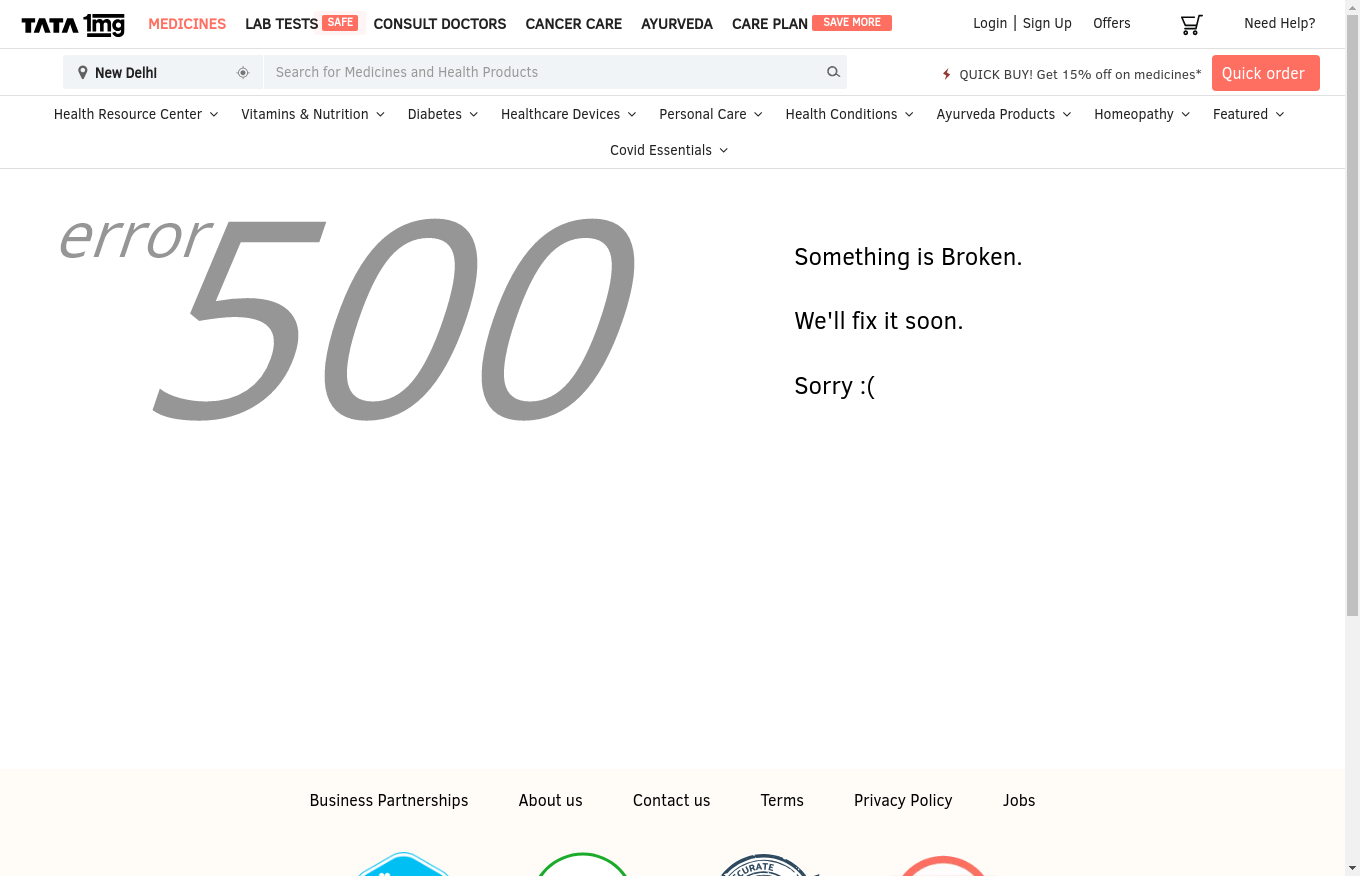 TATA 1mg MEDICINES LAB TESTS SAFE CONSULT DOCTORS CANCER CARE AYURVEDA CARE PLAN SAVE MORE Login | Sign Up Offers Need Help?
New Delhi Search for Medicines and Health Products QUICK BUY! Get 15% off on medicines* Quick order
Health Resource Center Vitamins & Nutrition Diabetes Healthcare Devices Personal Care Health Conditions Ayurveda Products Homeopathy Featured
Covid Essentials
error
500
Something is Broken.
We'll fix it soon.
Sorry :(
Business Partnerships About us Contact us Terms Privacy Policy Jobs